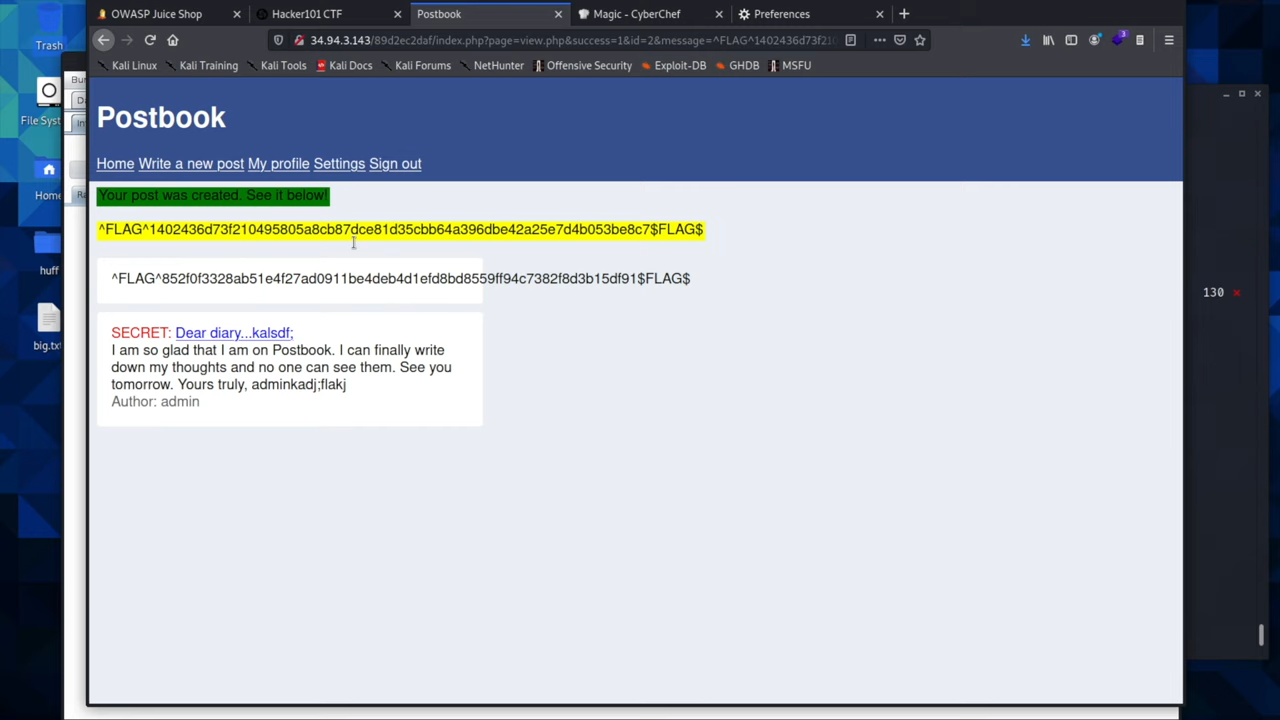 Trash
File Sys
Home
huff
big.txt
OWASP Juice Shop
Hacker101 CTF
Postbook
Magic - CyberChef
Preferences
34.94.3.143/89d2ec2daf/index.php?page=view.php&success=1&id=2&message=^FLAG^1402436d73f210
3
Kali Linux
Kali Training
Kali Tools
Kali Docs
Kali Forums
NetHunter
Offensive Security
Exploit-DB
GHDB
MSFU
Postbook
Home Write a new post My profile Settings Sign out
Your post was created. See it below!
^FLAG^1402436d73f210495805a8cb87dce81d35cbb64a396dbe42a25e7d4b053be8c7$FLAG$
^FLAG^852f0f3328ab51e4f27ad0911be4deb4d1efd8bd8559ff94c7382f8d3b15df91$FLAG$
SECRET: Dear diary...kalsdf;
I am so glad that I am on Postbook. I can finally write
down my thoughts and no one can see them. See you
tomorrow. Yours truly, adminkadj;flakj
Author: admin
130